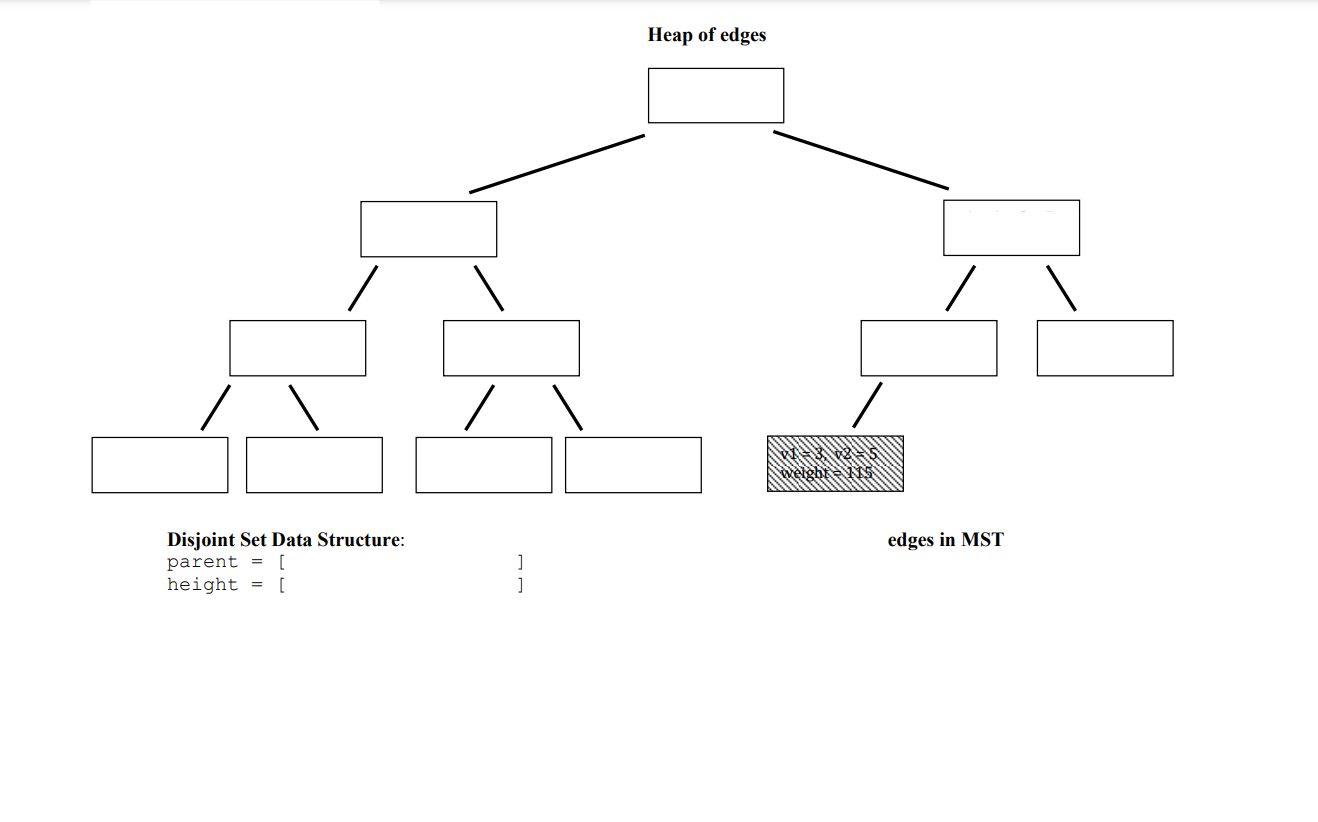 Heap of edges
v1 = 3, v2 = 5
weight = 115
Disjoint Set Data Structure:
parent = [ ]
height = [ ]
edges in MST